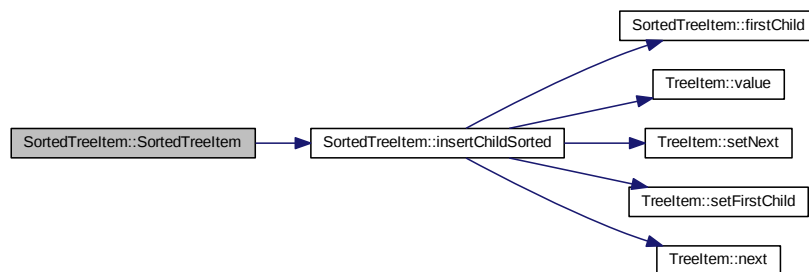 SortedTreeItem::firstChild
TreeItem::value
SortedTreeItem::SortedTreeItem
SortedTreeItem::insertChildSorted
TreeItem::setNext
TreeItem::setFirstChild
TreeItem::next